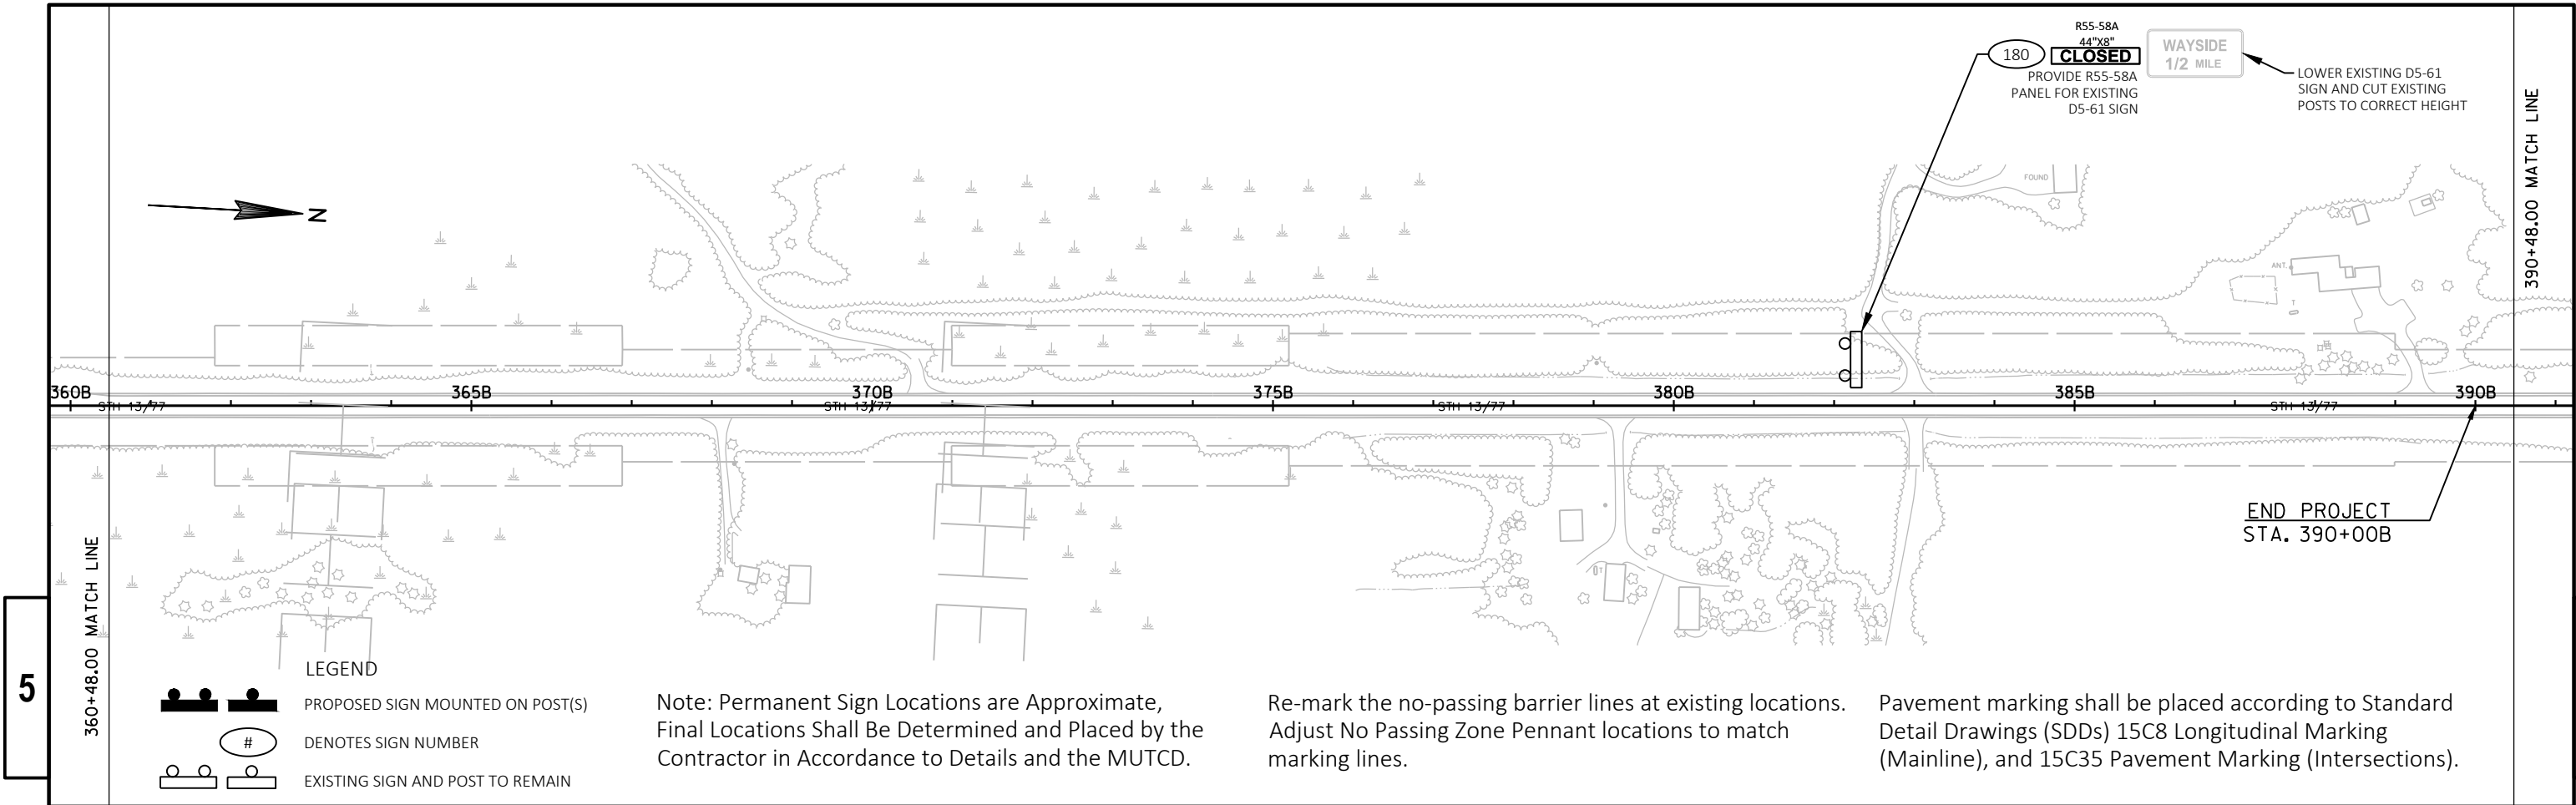 R55-58A
44"X8"
180
CLOSED
WAYSIDE
1/2 MILE
PROVIDE R55-58A
PANEL FOR EXISTING
D5-61 SIGN
LOWER EXISTING D5-61
SIGN AND CUT EXISTING
POSTS TO CORRECT HEIGHT
390+48.00 MATCH LINE
N
FOUND
ANT.
360B
365B
370B
375B
380B
385B
390B
STH 13/77
STH 13/77
STH 13/77
STH 13/77
END PROJECT
STA. 390+00B
360+48.00 MATCH LINE
5
LEGEND
PROPOSED SIGN MOUNTED ON POST(S)
# DENOTES SIGN NUMBER
EXISTING SIGN AND POST TO REMAIN
Note: Permanent Sign Locations are Approximate,
Final Locations Shall Be Determined and Placed by the
Contractor in Accordance to Details and the MUTCD.
Re-mark the no-passing barrier lines at existing locations.
Adjust No Passing Zone Pennant locations to match
marking lines.
Pavement marking shall be placed according to Standard
Detail Drawings (SDDs) 15C8 Longitudinal Marking
(Mainline), and 15C35 Pavement Marking (Intersections).